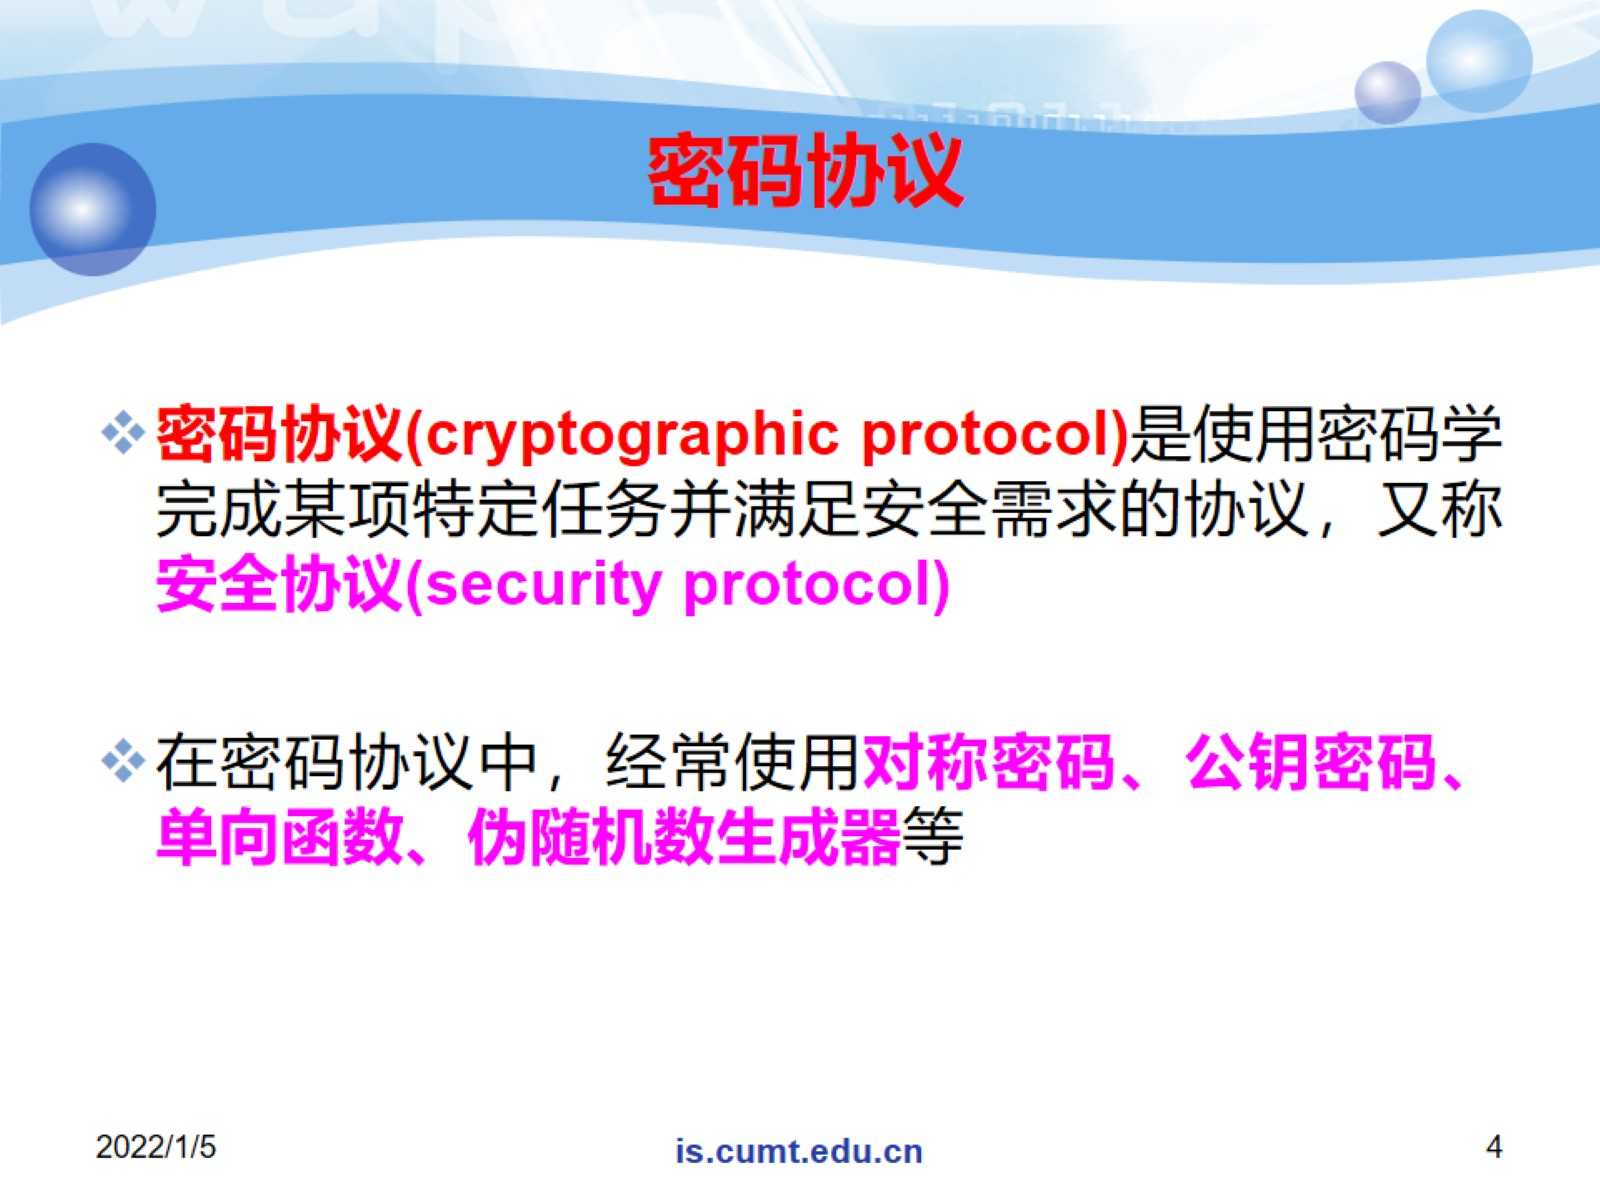 密码协议
密码协议(cryptographic protocol)是使用密码学
完成某项特定任务并满足安全需求的协议，又称
安全协议(security protocol)
在密码协议中，经常使用对称密码、公钥密码、
单向函数、伪随机数生成器等
2022/1/5
is.cumt.edu.cn
4